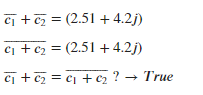 c̅₁ + c̅₂ = (2.51 + 4.2j)
c̅₁ ̅+̅ ̅c̅₂ = (2.51 + 4.2j)
c̅₁ + c̅₂ = c̅₁ ̅+̅ ̅c̅₂ ? → True